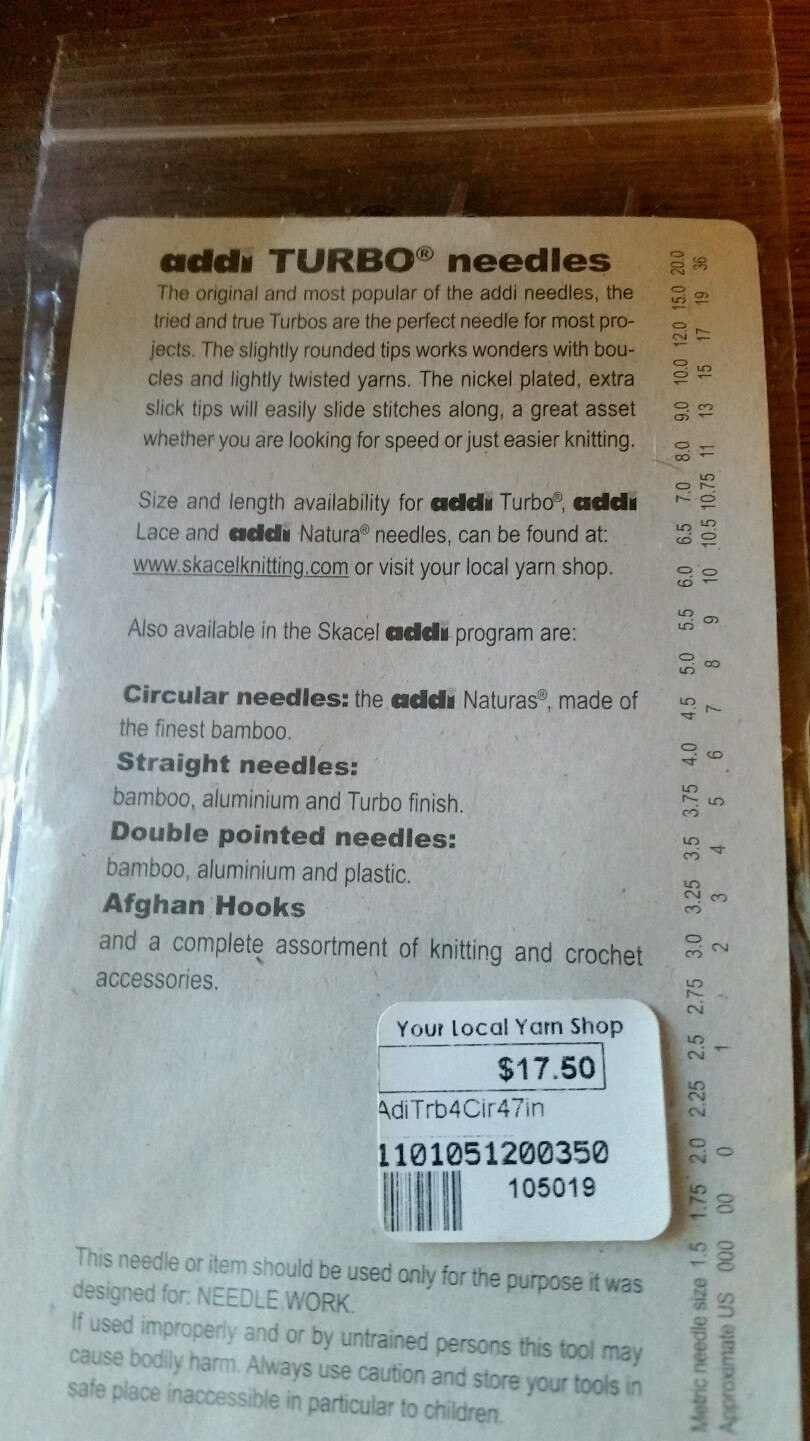 addi TURBO® needles
The original and most popular of the addi needles, the
tried and true Turbos are the perfect needle for most pro-
jects. The slightly rounded tips works wonders with bou-
cles and lightly twisted yarns. The nickel plated, extra
slick tips will easily slide stitches along, a great asset
whether you are looking for speed or just easier knitting.
Size and length availability for addi Turbo®, addi
Lace and addi Natura® needles, can be found at:
www.skacelknitting.com or visit your local yarn shop.
Also available in the Skacel addi program are:
Circular needles: the addi Naturas®, made of
the finest bamboo.
Straight needles:
bamboo, aluminium and Turbo finish.
Double pointed needles:
bamboo, aluminium and plastic.
Afghan Hooks
and a complete assortment of knitting and crochet
accessories.
Your Local Yarn Shop
$17.50
AdiTrb4Cir47in
1101051200350
105019
This needle or item should be used only for the purpose it was
designed for: NEEDLE WORK.
If used improperly and or by untrained persons this tool may
cause bodily harm. Always use caution and store your tools in
safe place inaccessible in particular to children.
Metric needle size 1.5 1.75 2.0 2.25 2.5 2.75 3.0 3.25 3.5 3.75 4.0 4.5 5.0 5.5 6.0 6.5 7.0 8.0 9.0 10.0 12.0 15.0 20.0
Approximate US 000 00 0 1 2 3 4 5 6 7 8 9 10 10.5 10.75 11 13 15 17 19 36